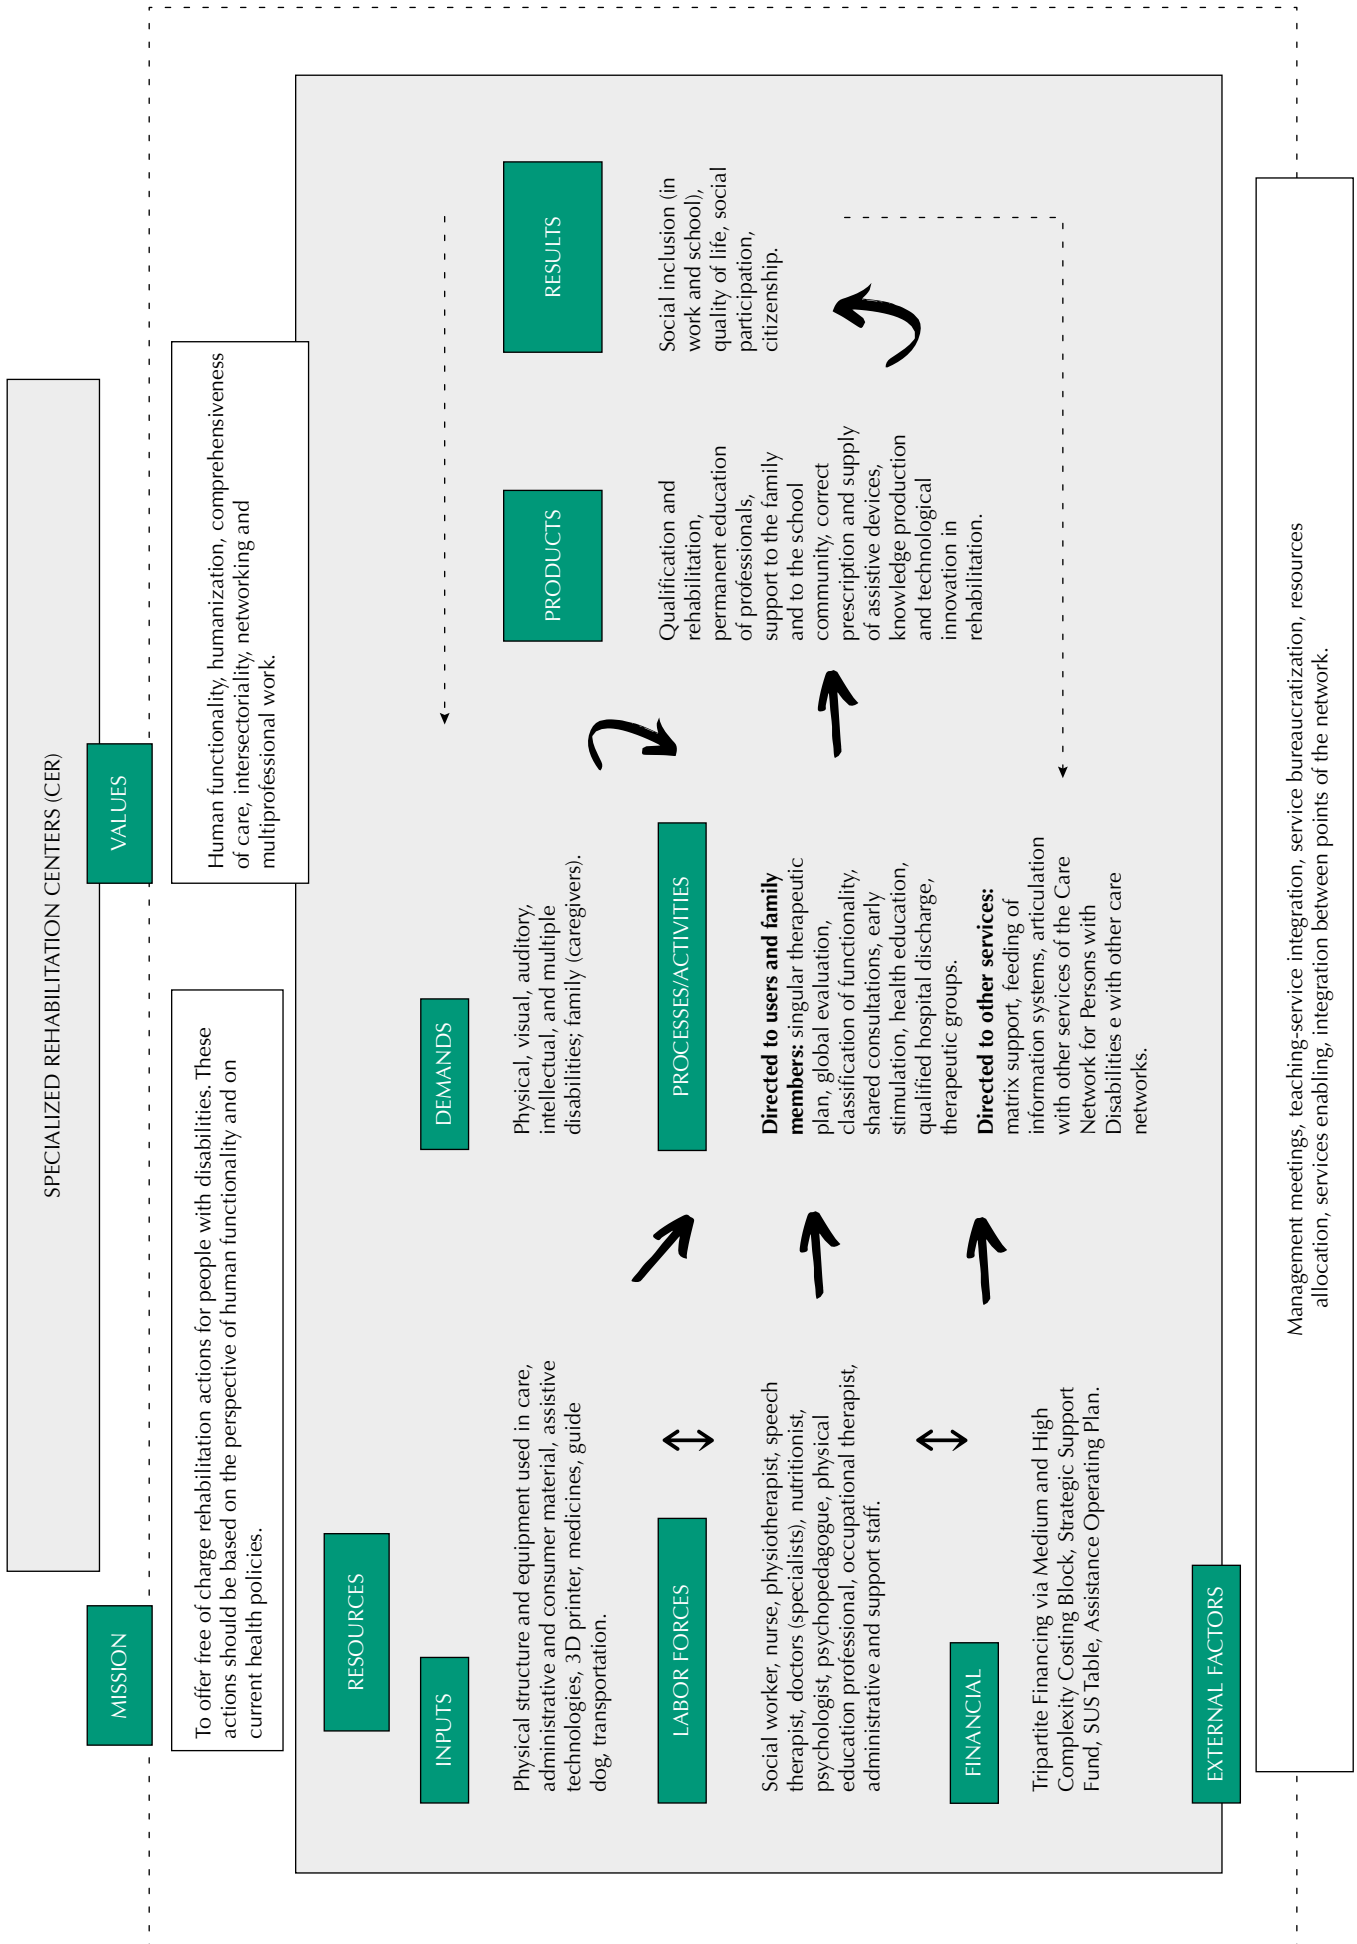 SPECIALIZED REHABILITATION CENTERS (CER)
MISSION
VALUES
To offer free of charge rehabilitation actions for people with disabilities. These
actions should be based on the perspective of human functionality and on
current health policies.
Human functionality, humanization, comprehensiveness
of care, intersectoriality, networking and
multiprofessional work.
RESOURCES
INPUTS
Physical structure and equipment used in care,
administrative and consumer material, assistive
technologies, 3D printer, medicines, guide
dog, transportation.
LABOR FORCES
Social worker, nurse, physiotherapist, speech
therapist, doctors (specialists), nutritionist,
psychologist, psychopedagogue, physical
education professional, occupational therapist,
administrative and support staff.
FINANCIAL
Tripartite Financing via Medium and High
Complexity Costing Block, Strategic Support
Fund, SUS Table, Assistance Operating Plan.
DEMANDS
Physical, visual, auditory,
intellectual, and multiple
disabilities; family (caregivers).
PROCESSES/ACTIVITIES
Directed to users and family
members: singular therapeutic
plan, global evaluation,
classification of functionality,
shared consultations, early
stimulation, health education,
qualified hospital discharge,
therapeutic groups.
Directed to other services:
matrix support, feeding of
information systems, articulation
with other services of the Care
Network for Persons with
Disabilities e with other care
networks.
PRODUCTS
Qualification and
rehabilitation,
permanent education
of professionals,
support to the family
and to the school
community, correct
prescription and supply
of assistive devices,
knowledge production
and technological
innovation in
rehabilitation.
RESULTS
Social inclusion (in
work and school),
quality of life, social
participation,
citizenship.
EXTERNAL FACTORS
Management meetings, teaching-service integration, service bureaucratization, resources
allocation, services enabling, integration between points of the network.